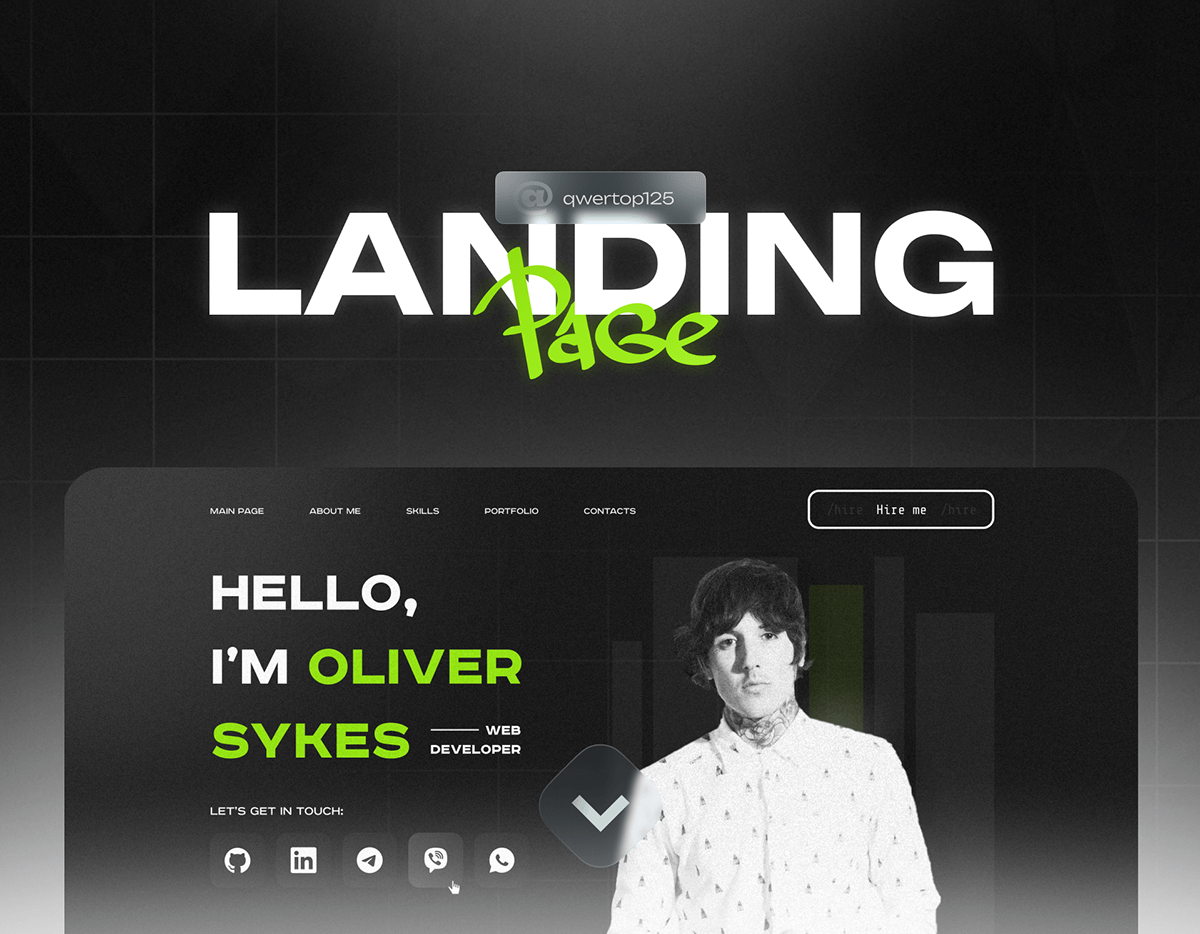 @ qwertop125
LANDING
Page
MAIN PAGE ABOUT ME SKILLS PORTFOLIO CONTACTS
/hire Hire me /hire
HELLO,
I'M OLIVER
SYKES WEB
DEVELOPER
LET'S GET IN TOUCH:
in